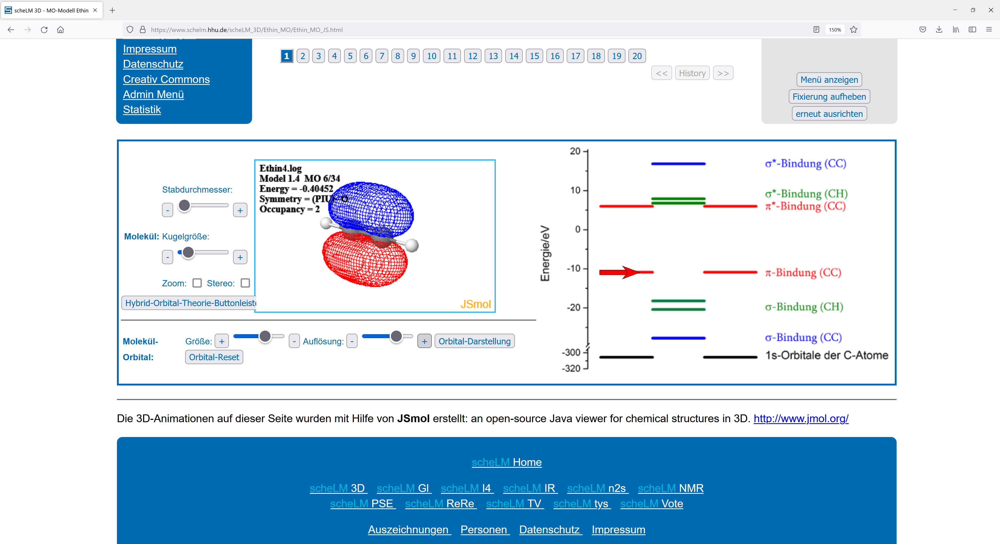 scheLM 3D - MO-Modell Ethin
https://www.schelm.hhu.de/scheLM_3D/Ethin_MO/Ethin_MO_JS.html
150%
Impressum
Datenschutz
Creativ Commons
Admin Menü
Statistik
1 2 3 4 5 6 7 8 9 10 11 12 13 14 15 16 17 18 19 20
<< History >>
Menü anzeigen
Fixierung aufheben
erneut ausrichten
Stabdurchmesser:
- +
Molekül: Kugelgröße:
- +
Zoom: Stereo:
Hybrid-Orbital-Theorie-Buttonleiste
Ethin4.log
Model 1.4 MO 6/34
Energy = -0.40452
Symmetry = (PIU)--O
Occupancy = 2
JSmol
Molekül-
Orbital:
Größe: + - Auflösung: - + Orbital-Darstellung
Orbital-Reset
Energie/eV
20
10
0
-10
-20
-300
-320
σ*-Bindung (CC)
σ*-Bindung (CH)
π*-Bindung (CC)
π-Bindung (CC)
σ-Bindung (CH)
σ-Bindung (CC)
1s-Orbitale der C-Atome
Die 3D-Animationen auf dieser Seite wurden mit Hilfe von JSmol erstellt: an open-source Java viewer for chemical structures in 3D. http://www.jmol.org/
scheLM Home
scheLM 3D scheLM GI scheLM I4 scheLM IR scheLM n2s scheLM NMR
scheLM PSE scheLM ReRe scheLM TV scheLM tys scheLM Vote
Auszeichnungen Personen Datenschutz Impressum